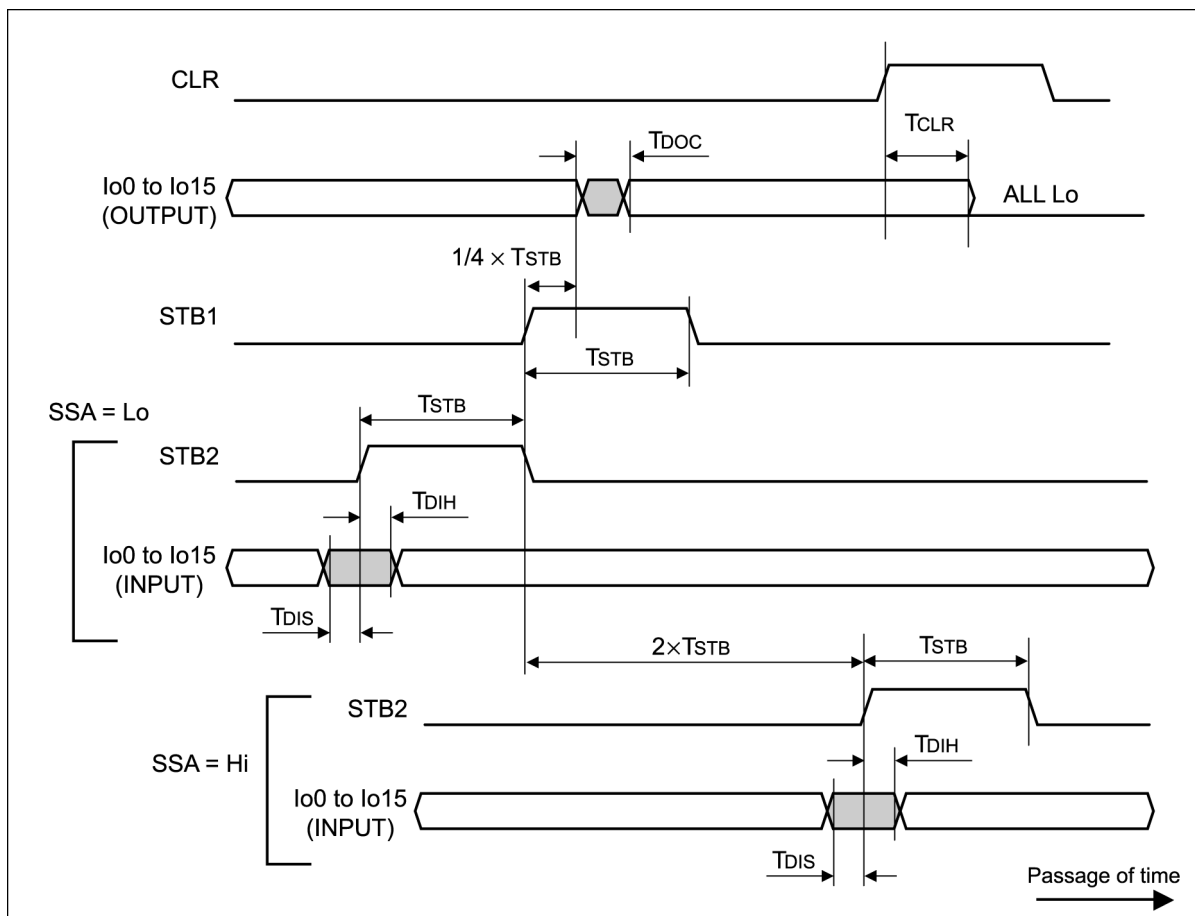 CLR
TCLR
TDOC
Io0 to Io15
(OUTPUT)
ALL Lo
1/4 × TSTB
STB1
TSTB
SSA = Lo
TSTB
STB2
TDIH
Io0 to Io15
(INPUT)
TDIS
2×TSTB
TSTB
STB2
SSA = Hi
TDIH
Io0 to Io15
(INPUT)
TDIS
Passage of time